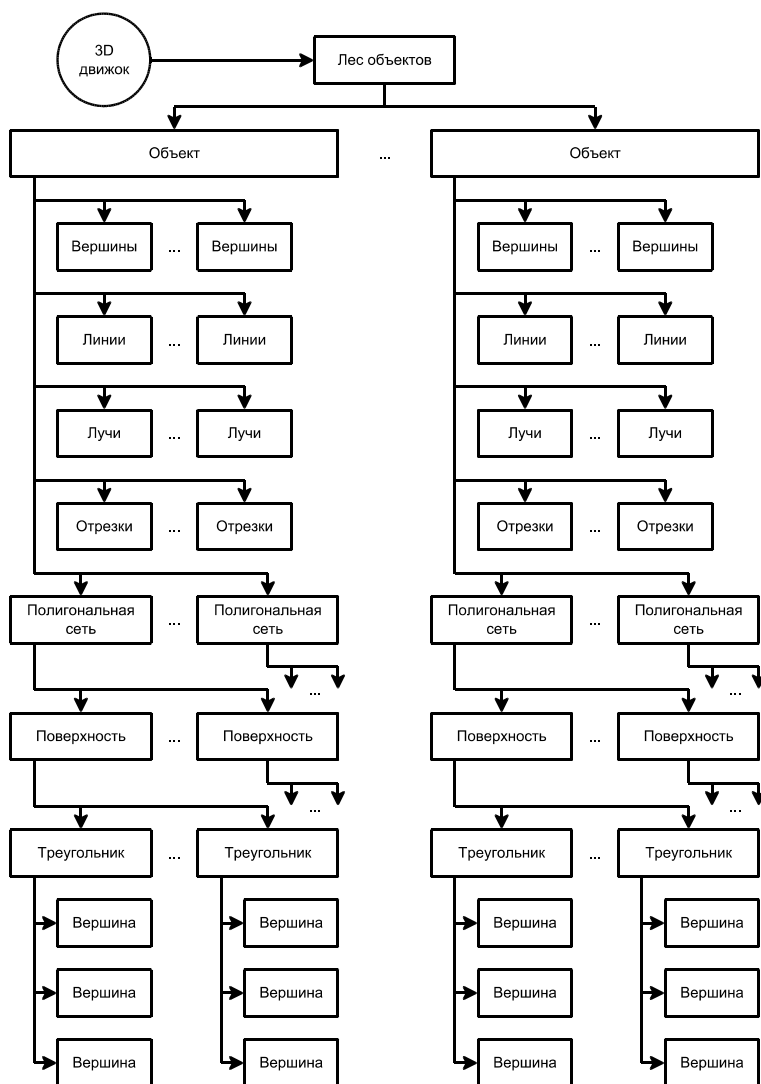 3D
движок
Лес объектов
Объект ... Объект
Вершины ... Вершины Вершины ... Вершины
Линии ... Линии Линии ... Линии
Лучи ... Лучи Лучи ... Лучи
Отрезки ... Отрезки Отрезки ... Отрезки
Полигональная ... Полигональная Полигональная ... Полигональная
сеть сеть сеть сеть
... ...
Поверхность ... Поверхность Поверхность ... Поверхность
... ...
Треугольник ... Треугольник Треугольник ... Треугольник
Вершина Вершина Вершина Вершина
Вершина Вершина Вершина Вершина
Вершина Вершина Вершина Вершина